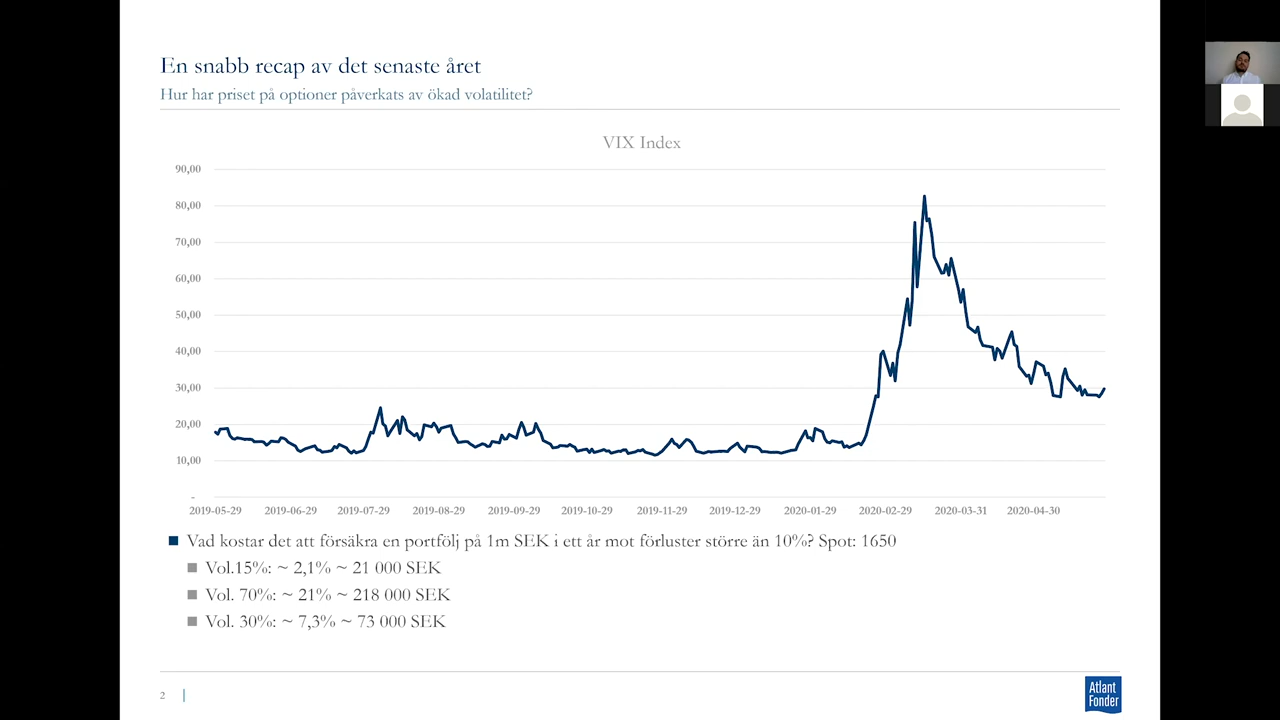 En snabb recap av det senaste året
Hur har priset på optioner påverkats av ökad volatilitet?
VIX Index
90,00
80,00
70,00
60,00
50,00
40,00
30,00
20,00
10,00
-
2019-05-29 2019-06-29 2019-07-29 2019-08-29 2019-09-29 2019-10-29 2019-11-29 2019-12-29 2020-01-29 2020-02-29 2020-03-31 2020-04-30
Vad kostar det att försäkra en portfölj på 1m SEK i ett år mot förluster större än 10%? Spot: 1650
Vol.15%: ~ 2,1% ~ 21 000 SEK
Vol. 70%: ~ 21% ~ 218 000 SEK
Vol. 30%: ~ 7,3% ~ 73 000 SEK
2
Atlant
Fonder